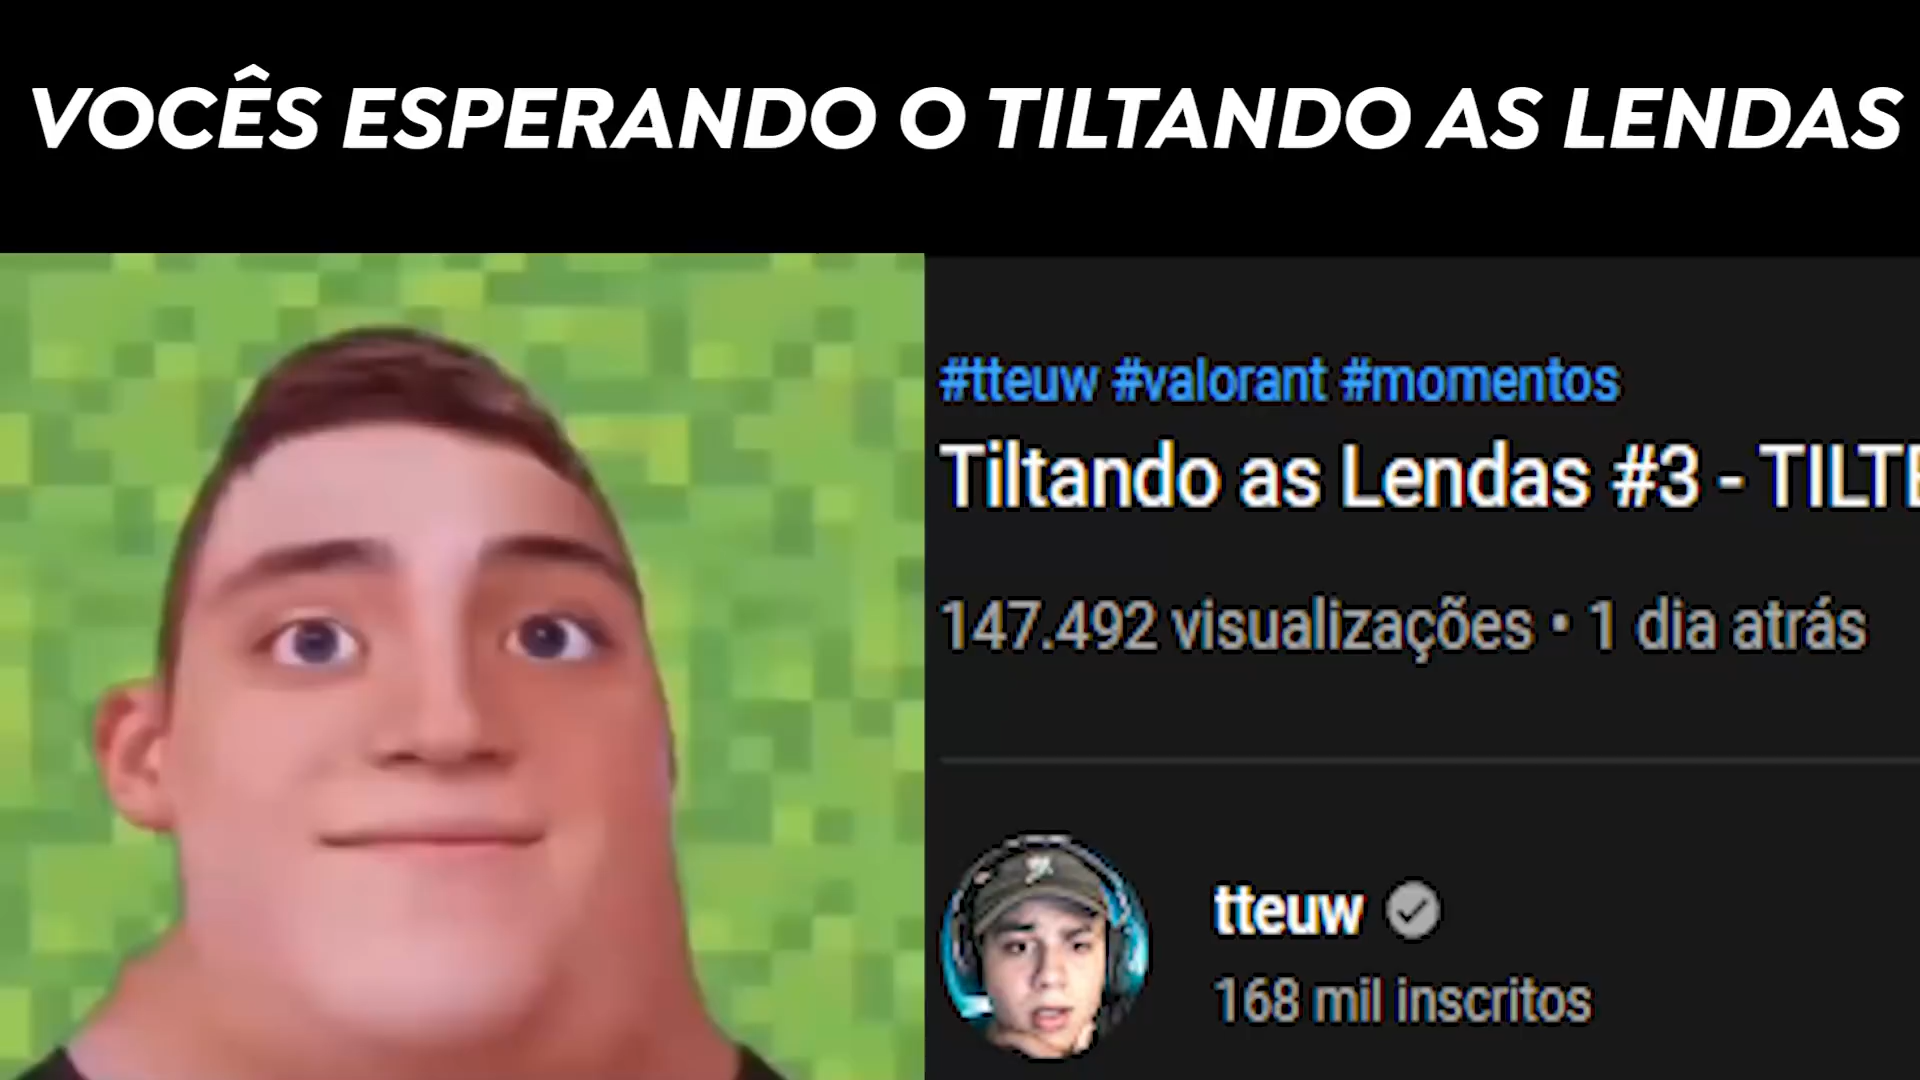 VOCÊS ESPERANDO O TILTANDO AS LENDAS
#tteuw #valorant #momentos
Tiltando as Lendas #3 - TILTE
147.492 visualizações • 1 dia atrás
tteuw
168 mil inscritos